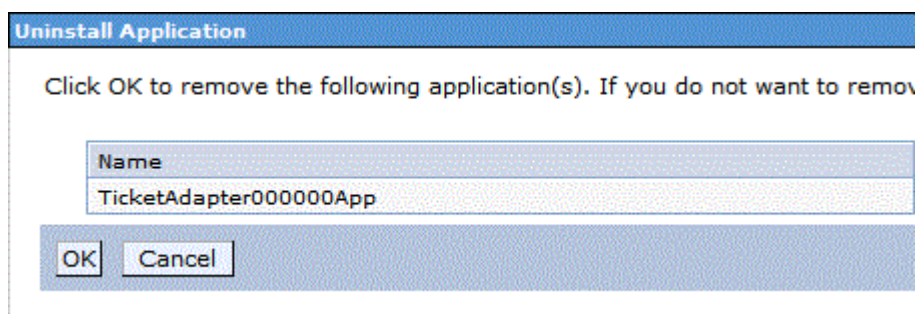 Uninstall Application
Click OK to remove the following application(s). If you do not want to remov
Name
TicketAdapter000000App
OK Cancel